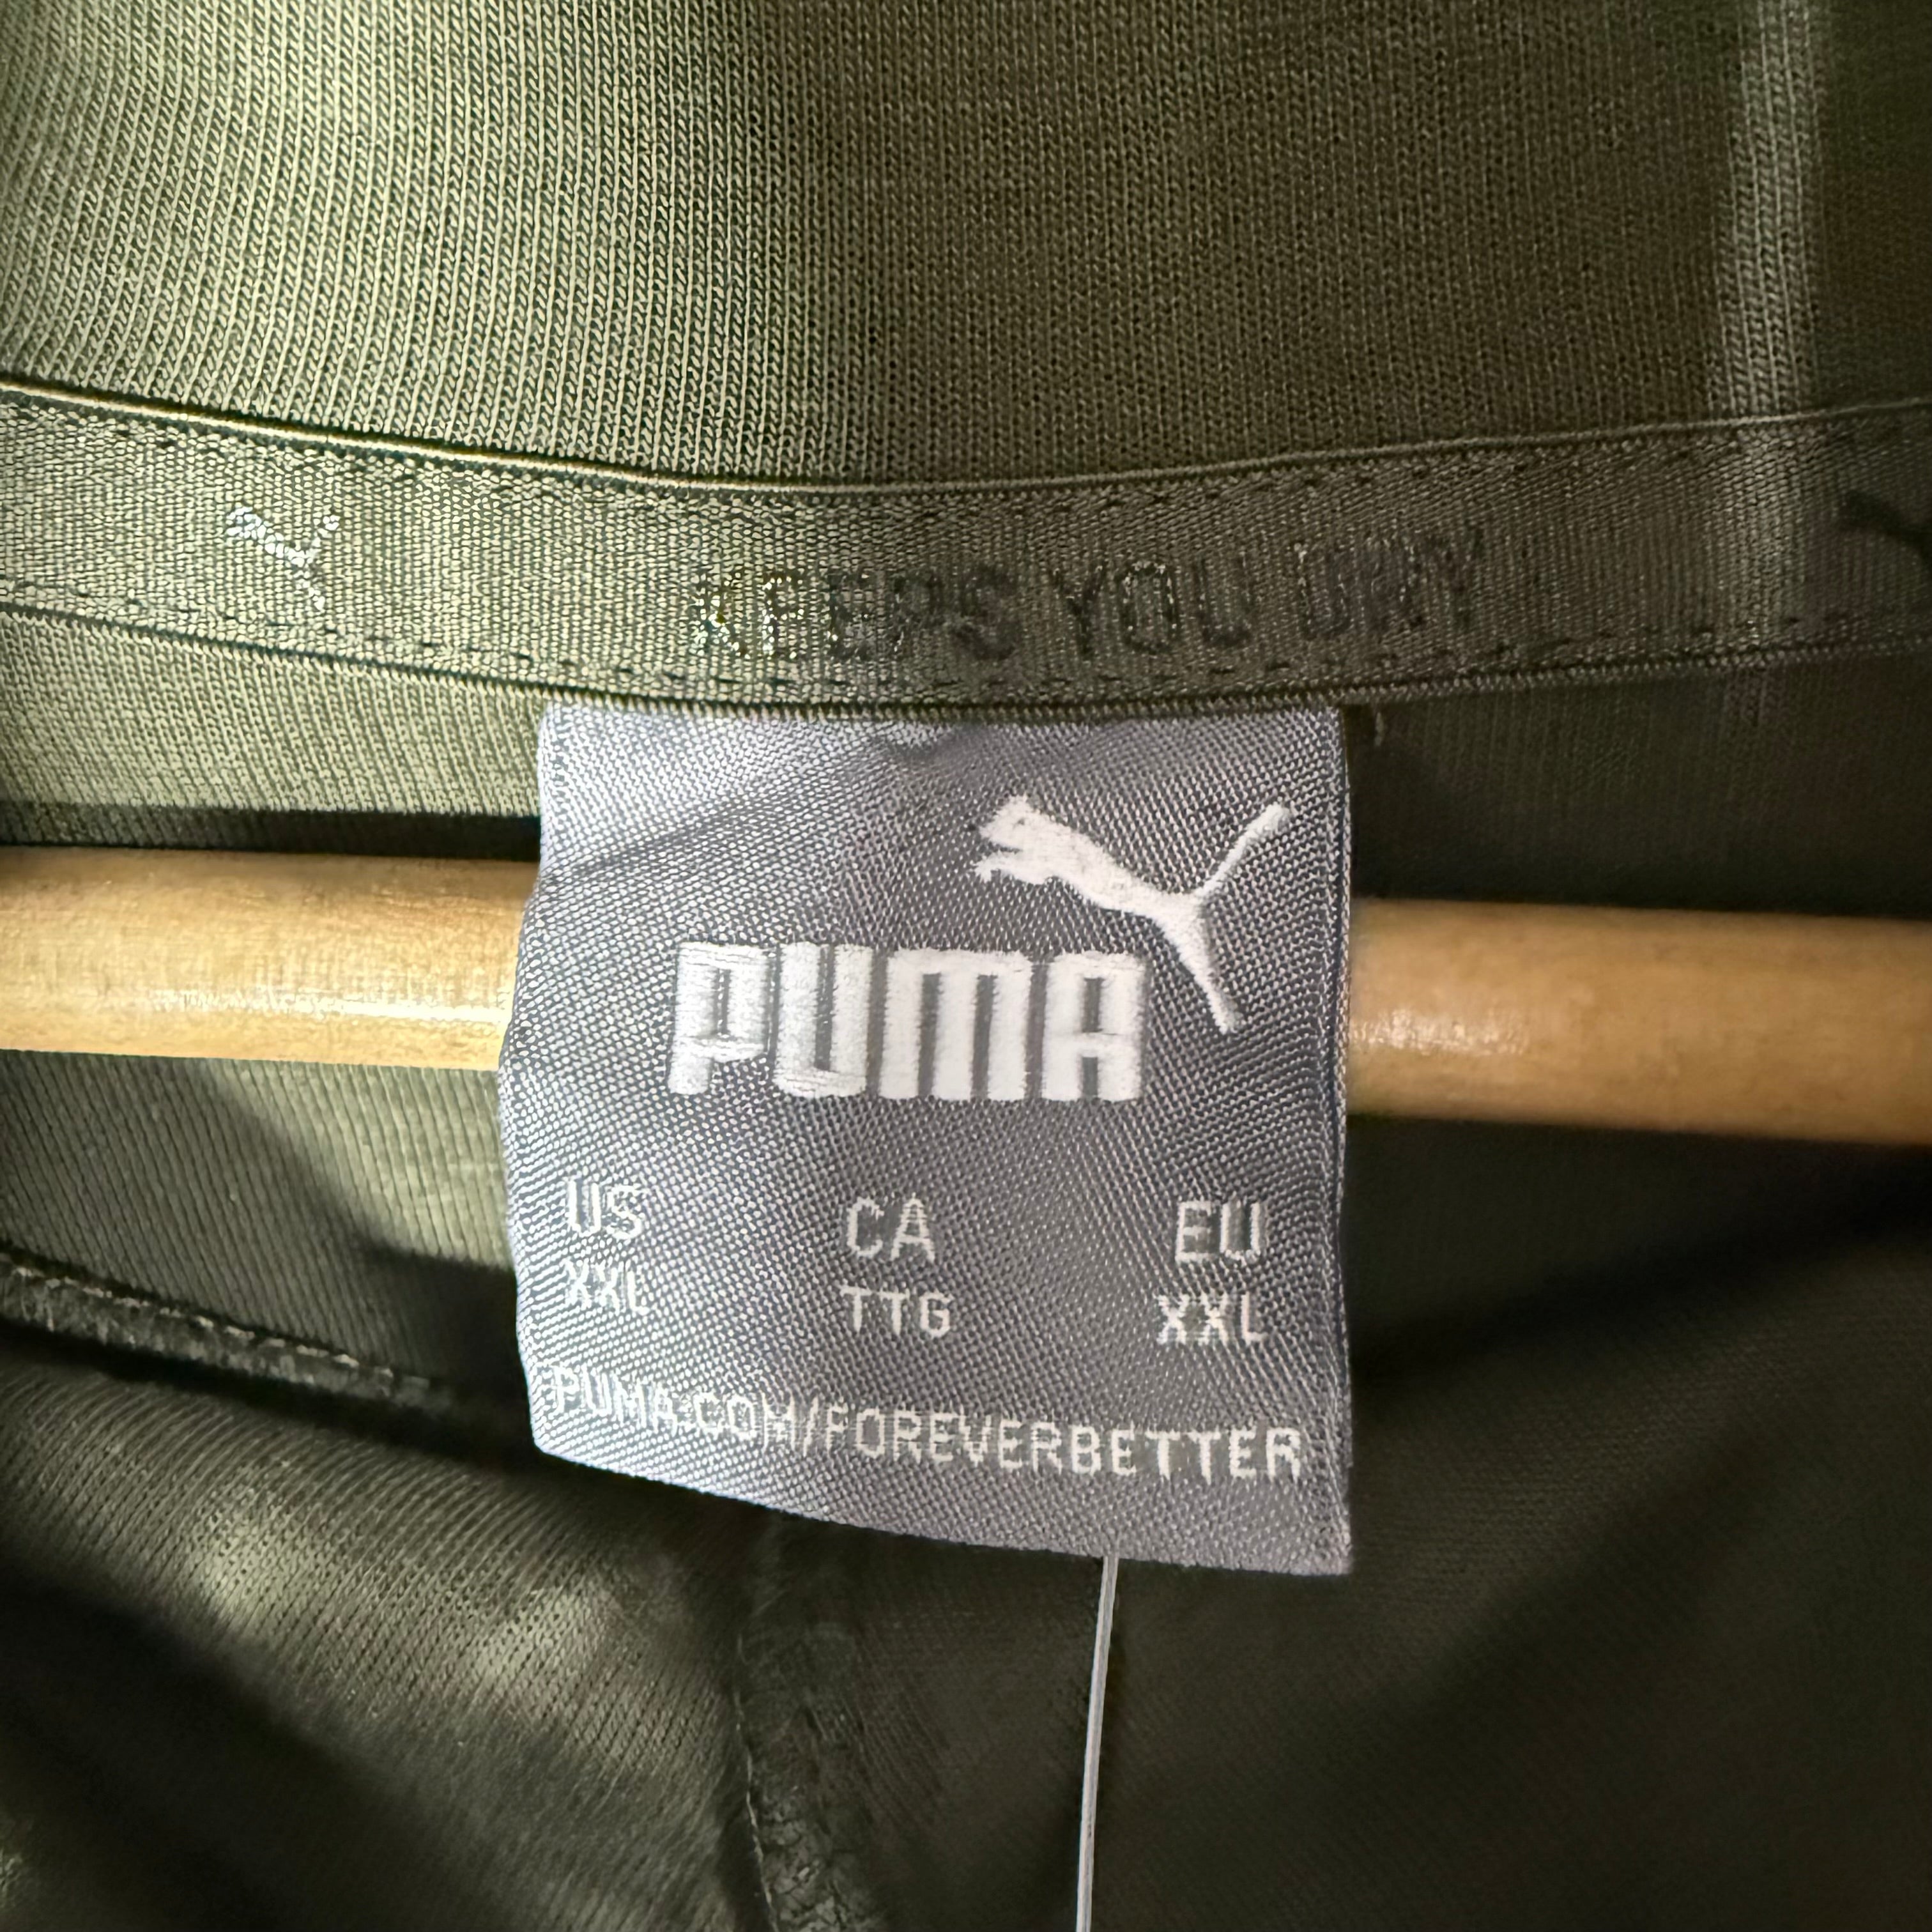 KEEPS YOU DRY
PUMA
US CA EU
XXL TTG XXL
PUMA.COM/FOREVERBETTER